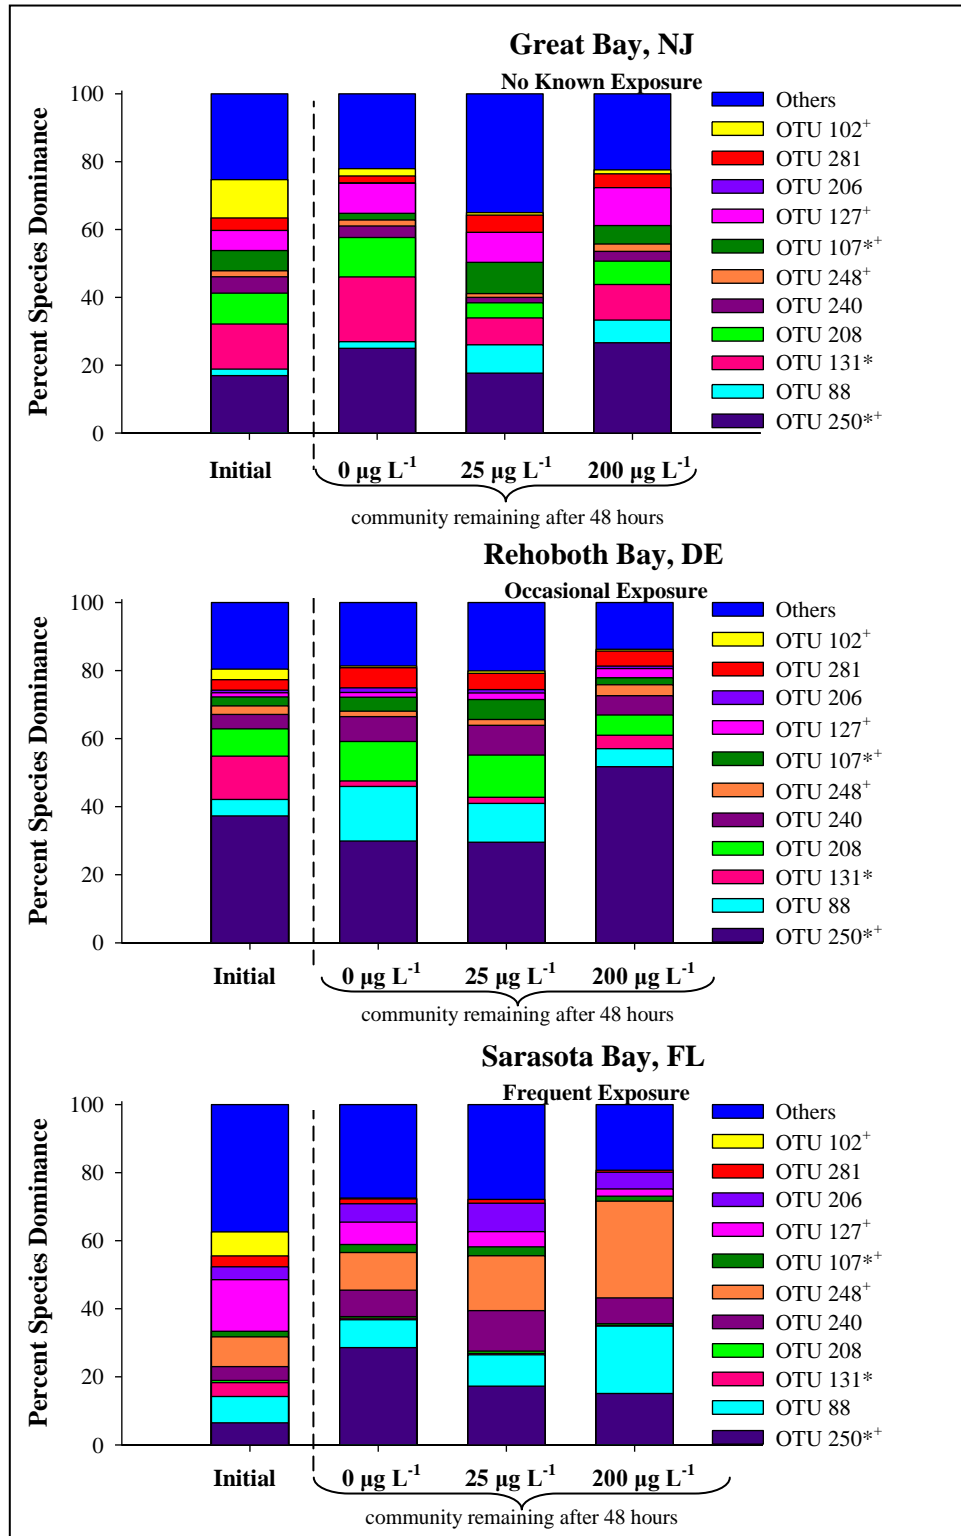 Great Bay, NJ
No Known Exposure
Percent Species Dominance
100
80
60
40
20
0
Others
OTU 102⁺
OTU 281
OTU 206
OTU 127⁺
OTU 107*⁺
OTU 248⁺
OTU 240
OTU 208
OTU 131*
OTU 88
OTU 250*⁺
Initial 0 µg L⁻¹ 25 µg L⁻¹ 200 µg L⁻¹
community remaining after 48 hours
Rehoboth Bay, DE
Occasional Exposure
Percent Species Dominance
100
80
60
40
20
0
Others
OTU 102⁺
OTU 281
OTU 206
OTU 127⁺
OTU 107*⁺
OTU 248⁺
OTU 240
OTU 208
OTU 131*
OTU 88
OTU 250*⁺
Initial 0 µg L⁻¹ 25 µg L⁻¹ 200 µg L⁻¹
community remaining after 48 hours
Sarasota Bay, FL
Frequent Exposure
Percent Species Dominance
100
80
60
40
20
0
Others
OTU 102⁺
OTU 281
OTU 206
OTU 127⁺
OTU 107*⁺
OTU 248⁺
OTU 240
OTU 208
OTU 131*
OTU 88
OTU 250*⁺
Initial 0 µg L⁻¹ 25 µg L⁻¹ 200 µg L⁻¹
community remaining after 48 hours